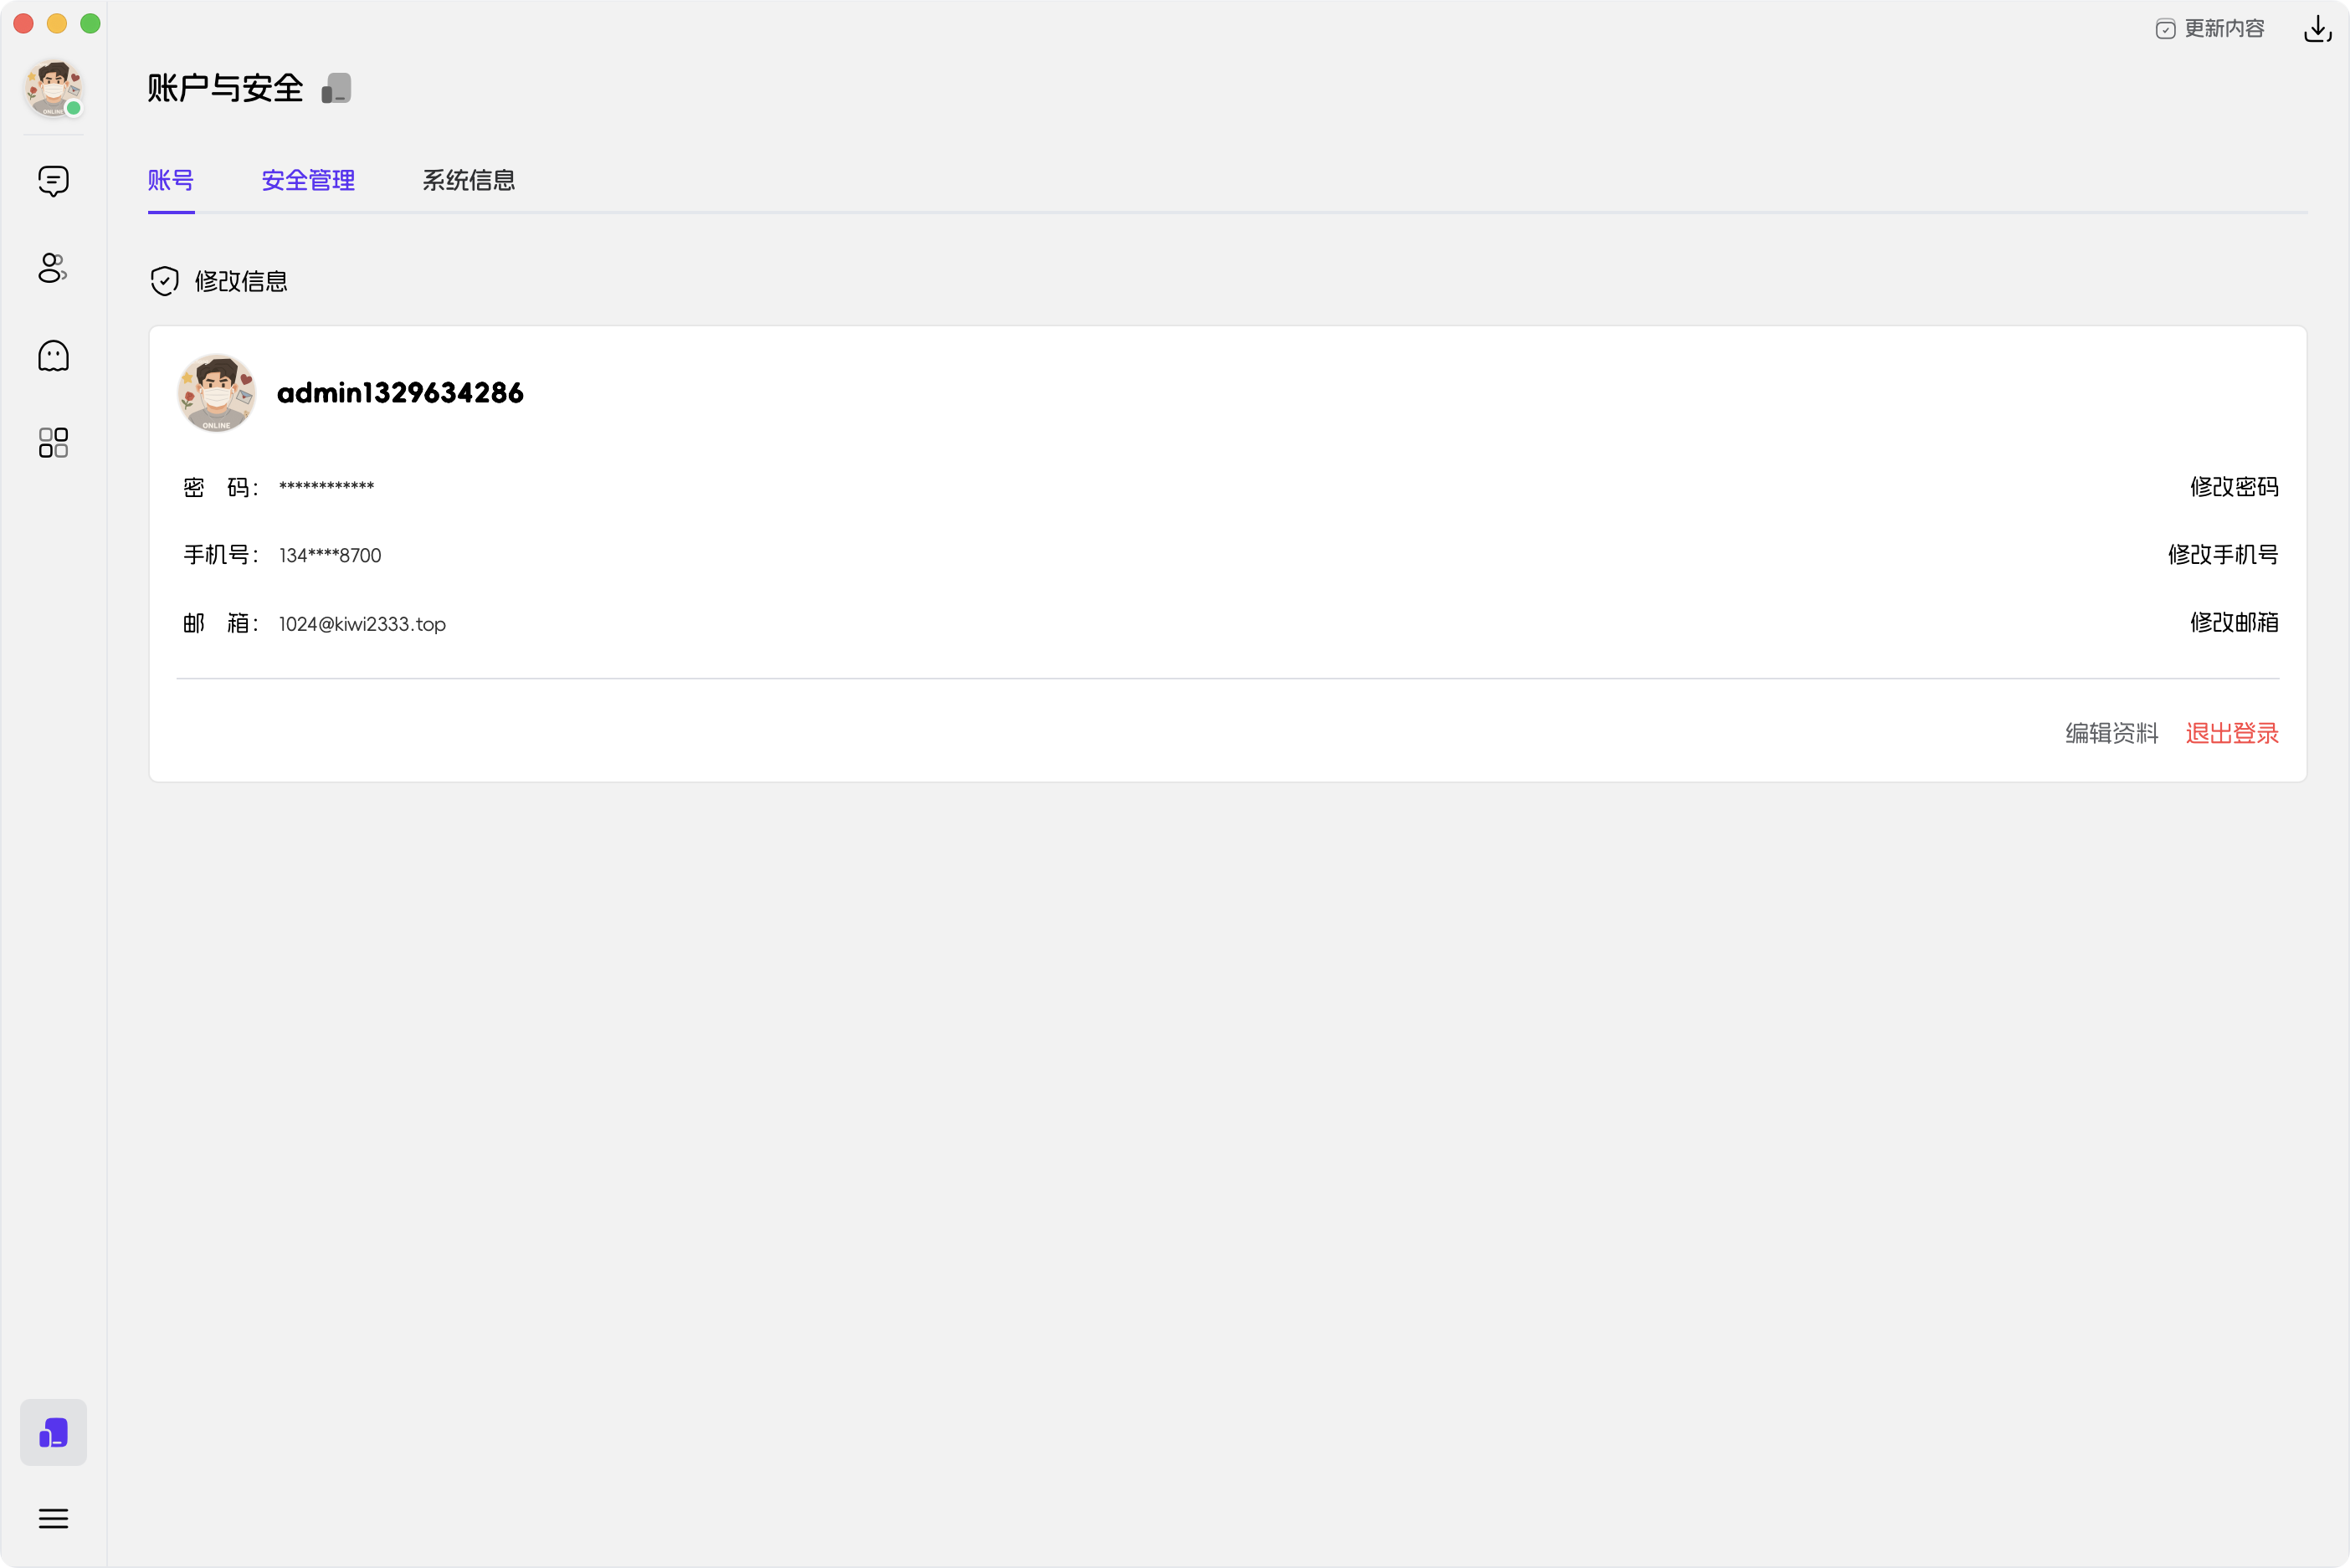 更新内容
账户与安全
账号 安全管理 系统信息
修改信息
ONLINE
admin1329634286
密 码： ************ 修改密码
手机号： 134****8700 修改手机号
邮 箱： 1024@kiwi2333.top 修改邮箱
编辑资料 退出登录